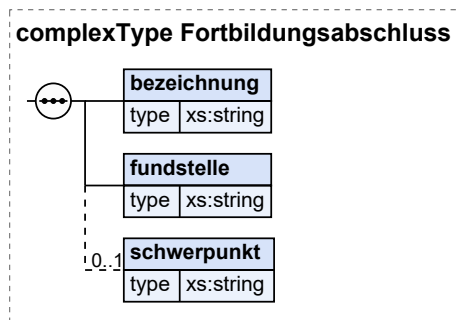 complexType Fortbildungsabschluss
bezeichnung
type xs:string
fundstelle
type xs:string
0..1
schwerpunkt
type xs:string